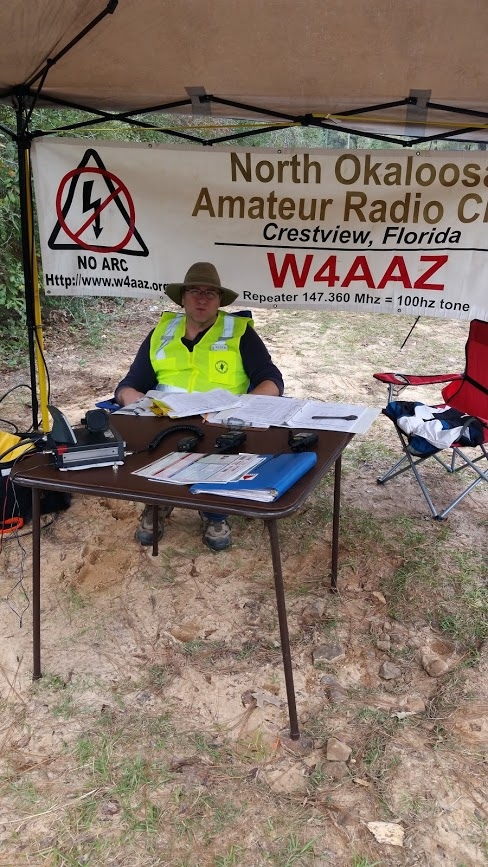 North Okaloosa
Amateur Radio Cl
Crestview, Florida
W4AAZ
Repeater 147.360 Mhz = 100hz tone
NO ARC
Http://www.w4aaz.org